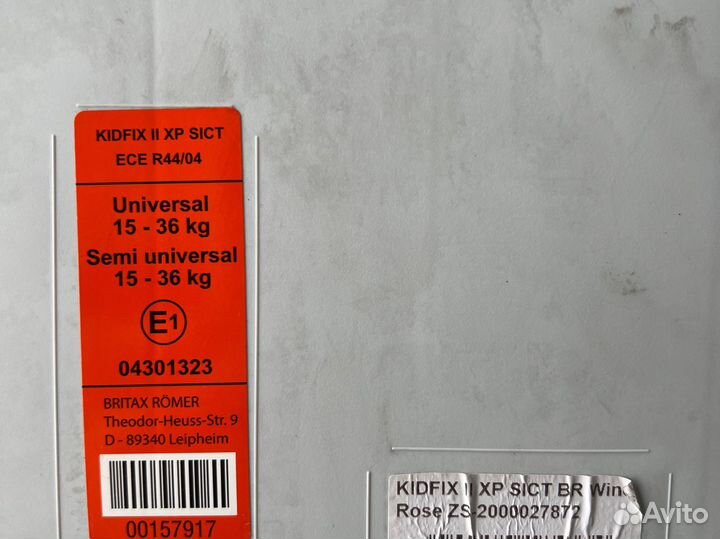 KIDFIX II XP SICT
ECE R44/04
Universal
15 - 36 kg
Semi universal
15 - 36 kg
E1
04301323
BRITAX RÖMER
Theodor-Heuss-Str. 9
D - 89340 Leipheim
00157917
KIDFIX II XP SICT BR Wine
Rose ZS-2000027872
Avito